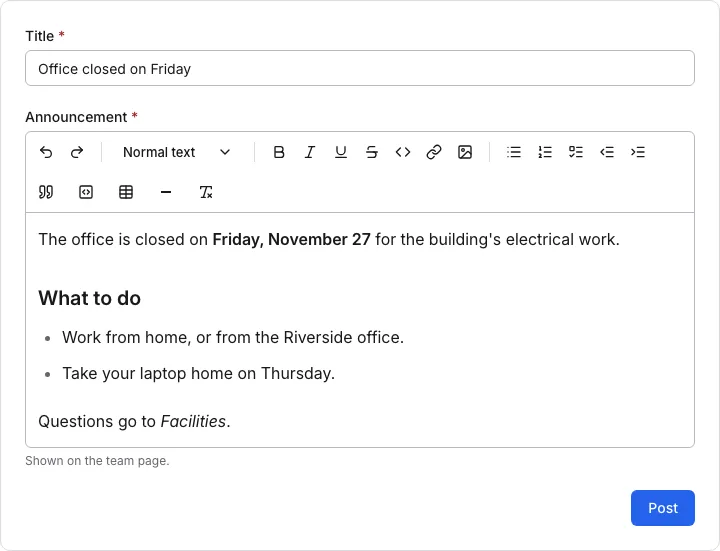 Title *
Office closed on Friday
Announcement *
Normal text
The office is closed on Friday, November 27 for the building's electrical work.
What to do
• Work from home, or from the Riverside office.
• Take your laptop home on Thursday.
Questions go to Facilities.
Shown on the team page.
Post